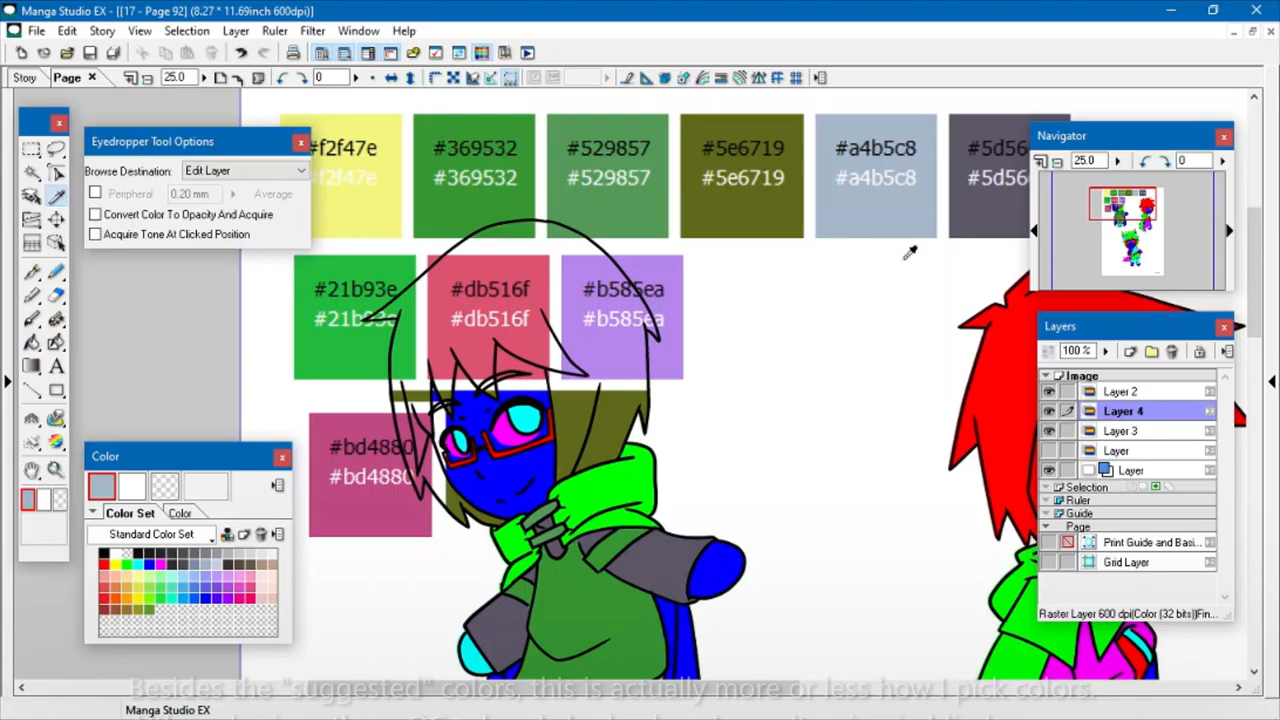 Manga Studio EX - [[17 - Page 92] (8.27 * 11.69inch 600dpi)]
File Edit Story View Selection Layer Ruler Filter Window Help
Story Page 25.0 0
Eyedropper Tool Options
Browse Destination: Edit Layer
Peripheral 0.20 mm Average
Convert Color To Opacity And Acquire
Acquire Tone At Clicked Position
#f2f47e #369532 #529857 #5e6719 #a4b5c8
#f2f47e #369532 #529857 #5e6719 #a4b5c8
#21b93e #db516f #b585ea
#21b93e #db516f #b585ea
#bd4880
#bd4880
Navigator
25.0 0
Layers
100 %
Image
Layer 2
Layer 4
Layer 3
Layer
Layer
Selection
Ruler
Guide
Page
Print Guide and Basi...
Grid Layer
Raster Layer 600 dpi(Color (32 bits))Fin...
Color
Color Set Color
Standard Color Set
Besides the "suggested" colors, this is actually more or less how I pick colors.
Manga Studio EX